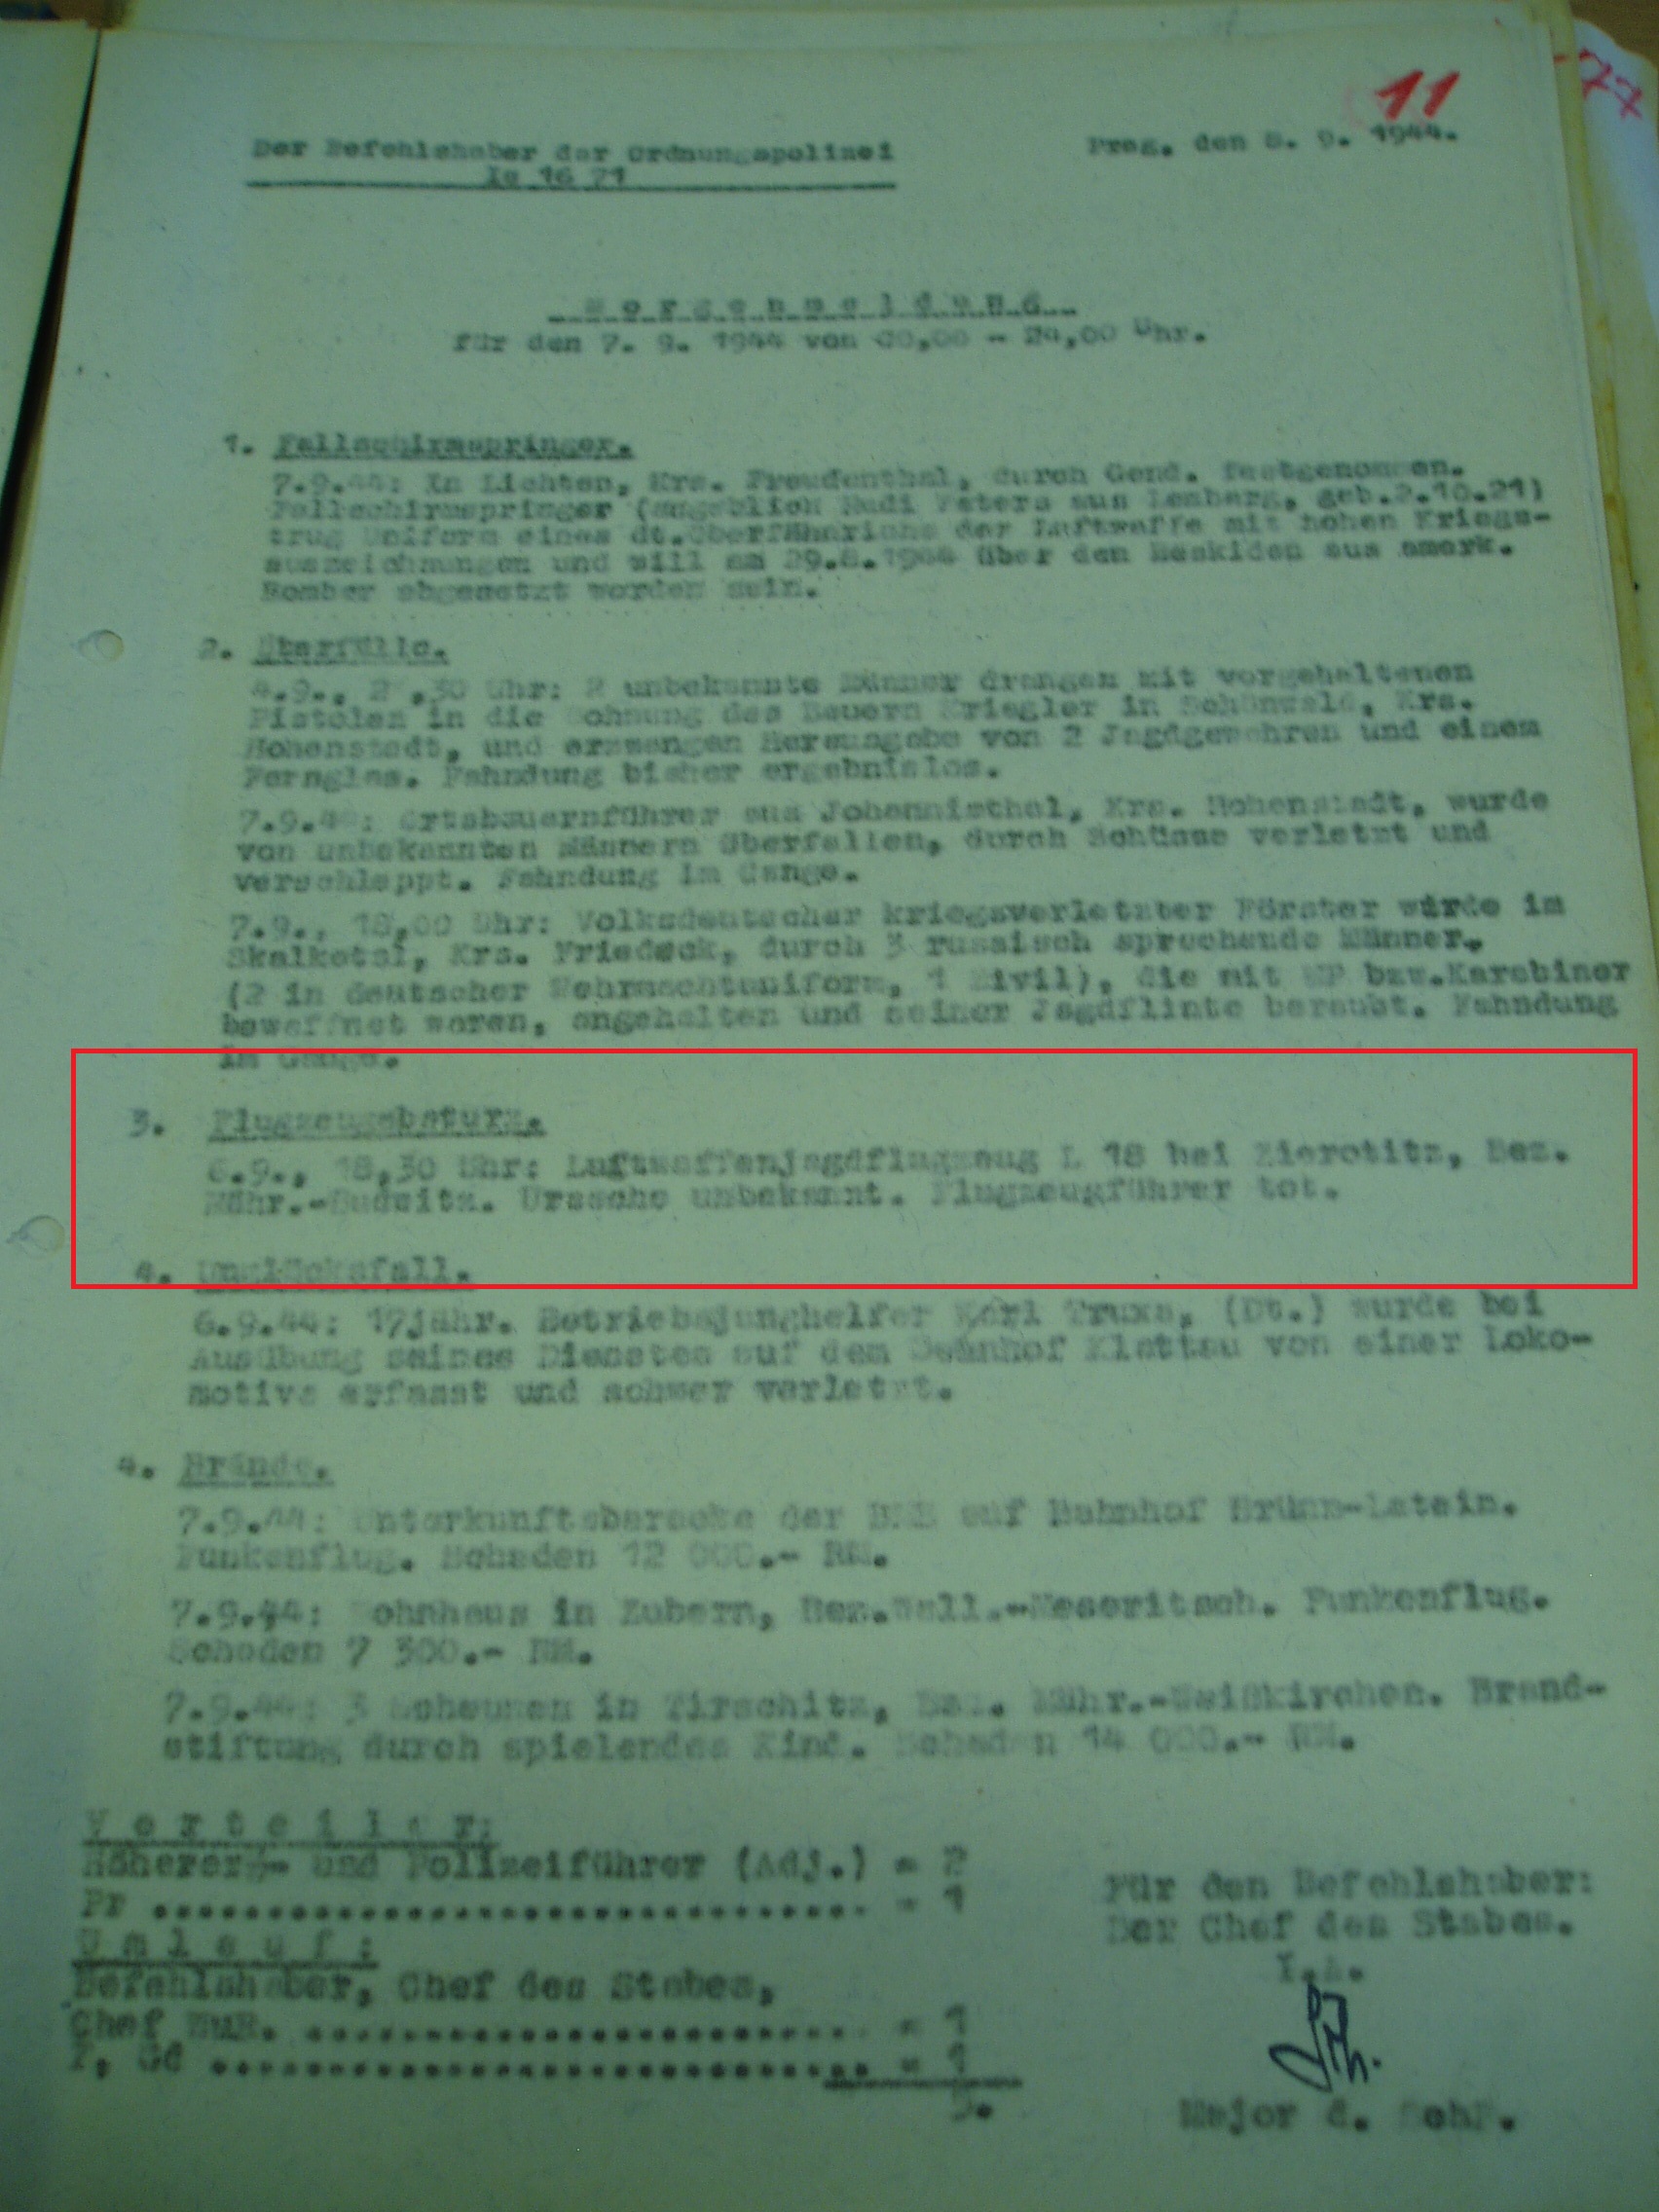 11
77
Der Befehlshaber der Ordnungspolizei
Prag, den 8. 9. 1944.
Ia 16 21
M o r g e n m e l d u n g
für den 7. 9. 1944 von 00,00 - 24,00 Uhr.
1. Fallschirmspringer.
7.9.44: In Lichten, Krs. Freudenthal, durch Gend. festgenommen.
Fallschirmspringer (angeblich Rudi Peters aus Lemberg, geb.2.10.21)
trug Uniform eines dt.Oberfähnrichs der Luftwaffe mit hohen Kriegs-
auszeichnungen und will am 29.8.1944 über den Beskiden aus amerk.
Bomber abgesetzt worden sein.
2. Überfälle.
4.9., Uhr: 2 unbekannte Männer drangen mit vorgehaltenen
Pistolen in die Wohnung des Bauern Kriegler in Schönwald, Krs.
Hohenstadt, und erzwangen Herausgabe von 2 Jagdgewehren und einem
Fernglas. Fahndung bisher ergebnislos.
7.9.44: Ortsbauernführer aus Johannisthal, Krs. Hohenstadt, wurde
von unbekannten Männern überfallen, durch Schüsse verletzt und
verschleppt. Fahndung im Gange.
7.9., 18,00 Uhr: Volksdeutscher kriegsverletzter Förster wurde im
Skalketal, Krs. Friedeck, durch 3 russisch sprechende Männer,
(2 in deutscher Wehrmachtuniform, 1 Zivil), die mit MP bzw.Karabiner
bewaffnet waren, angehalten und seiner Jagdflinte beraubt. Fahndung
im Gange.
3. Flugzeugabsturz.
6.9., 18,30 Uhr: Luftwaffenjagdflugzeug L 18 bei Zierotitz, Bez.
Mähr.-Budwitz. Ursache unbekannt. Flugzeugführer tot.
4. Unglücksfall.
6.9.44: 17jähr. Betriebsjunghelfer Karl Truxa, (Dt.) wurde bei
Ausübung seines Dienstes auf dem Bahnhof Klattau von einer Loko-
motive erfasst und schwer verletzt.
4. Brände.
7.9.44: Unterkunftsbaracke der auf Bahnhof Brünn-Latein.
Funkenflug. Schaden 12 000.- RM.
7.9.44: Wohnhaus in Zubern, Bez.Wall.-Meseritsch. Funkenflug.
Schaden 7 300.- RM.
7.9.44: 3 Scheunen in Tirschitz, Bez. Mähr.-Weißkirchen. Brand-
stiftung durch spielendes Kind. Schaden 14 000.- RM.
V e r t e i l e r:
Höherer - und Polizeiführer (Adj.) = 2
Pr ................................ = 1
U m l a u f :
Befehlshaber, Chef des Stabes,
Chef WuR. ........................ = 1
Gd ............................. = 1
5.
Für den Befehlshaber:
Der Chef des Stabes.
I.A.
Major d. SchP.